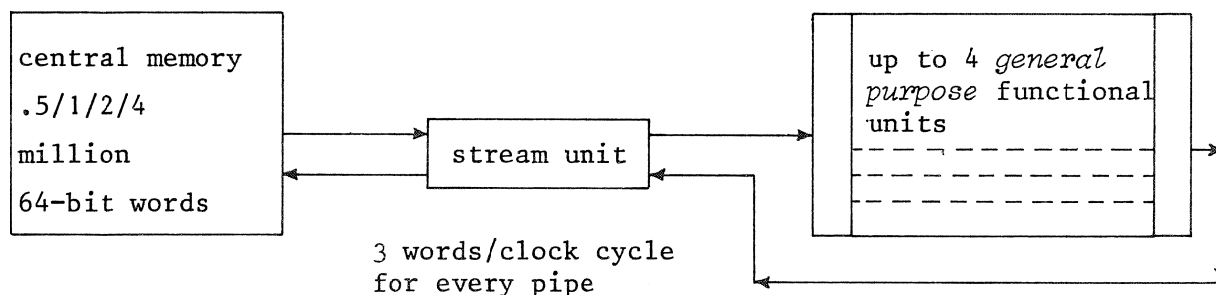 central memory
.5/1/2/4
million
64-bit words
stream unit
3 words/clock cycle
for every pipe
up to 4 general
purpose functional
units